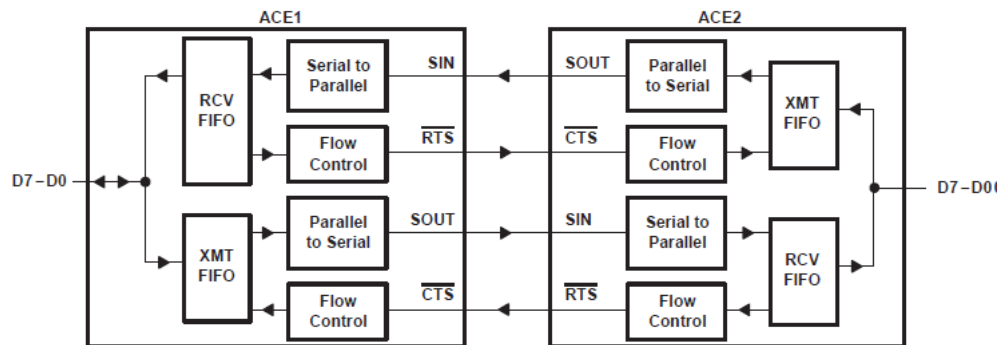 ACE1
ACE2
Serial to
Parallel
SIN
SOUT
Parallel
to Serial
RCV
FIFO
XMT
FIFO
Flow
Control
RTS
CTS
Flow
Control
D7–D0
D7–D00
XMT
FIFO
Parallel
to Serial
SOUT
SIN
Serial to
Parallel
RCV
FIFO
Flow
Control
CTS
RTS
Flow
Control